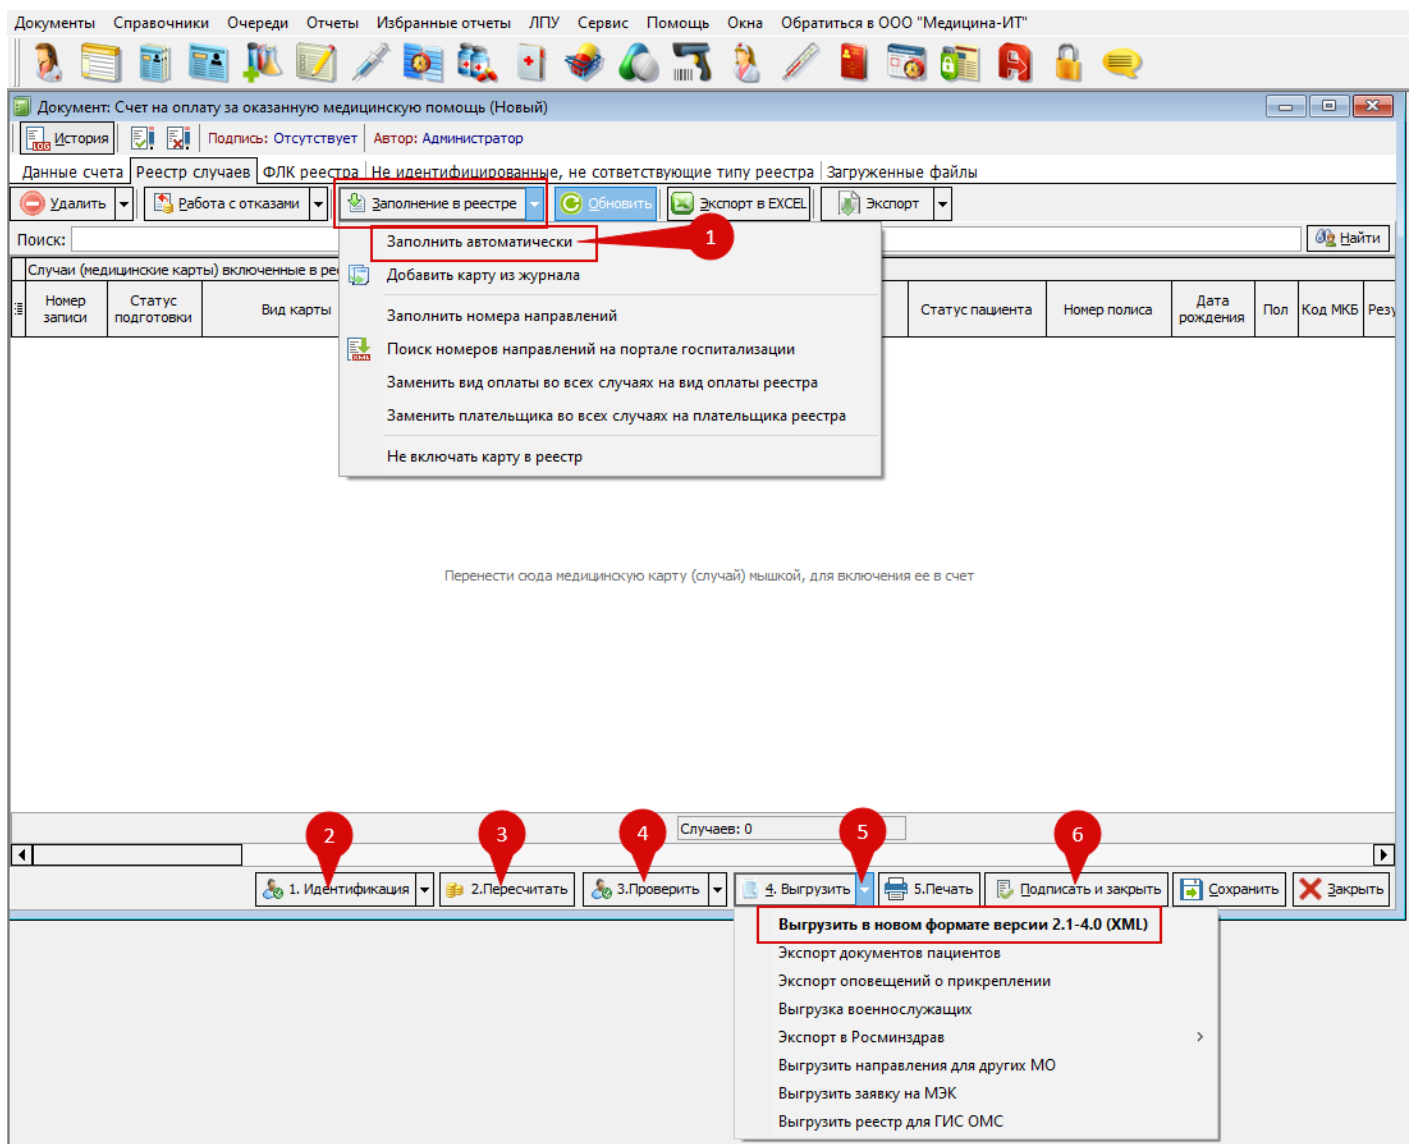 Документы Справочники Очереди Отчеты Избранные отчеты ЛПУ Сервис Помощь Окна Обратиться в ООО "Медицина-ИТ"
Документ: Счет на оплату за оказанную медицинскую помощь (Новый)
LOG История Подпись: Отсутствует Автор: Администратор
Данные счета Реестр случаев ФЛК реестра Не идентифицированные, не сответствующие типу реестра Загруженные файлы
Удалить Работа с отказами Заполнение в реестре Обновить Экспорт в EXCEL Экспорт
Поиск: Найти
Заполнить автоматически
1
Случаи (медицинские карты) включенные в ре
Добавить карту из журнала
Номер записи Статус подготовки Вид карты Статус пациента Номер полиса Дата рождения Пол Код МКБ Резу
Заполнить номера направлений
XML Поиск номеров направлений на портале госпитализации
Заменить вид оплаты во всех случаях на вид оплаты реестра
Заменить плательщика во всех случаях на плательщика реестра
Не включать карту в реестр
Перенести сюда медицинскую карту (случай) мышкой, для включения ее в счет
2 3 4 Случаев: 0 5 6
1. Идентификация 2.Пересчитать 3.Проверить 4. Выгрузить 5.Печать Подписать и закрыть Сохранить Закрыть
Выгрузить в новом формате версии 2.1-4.0 (XML)
Экспорт документов пациентов
Экспорт оповещений о прикреплении
Выгрузка военнослужащих
Экспорт в Росминздрав
Выгрузить направления для других МО
Выгрузить заявку на МЭК
Выгрузить реестр для ГИС ОМС